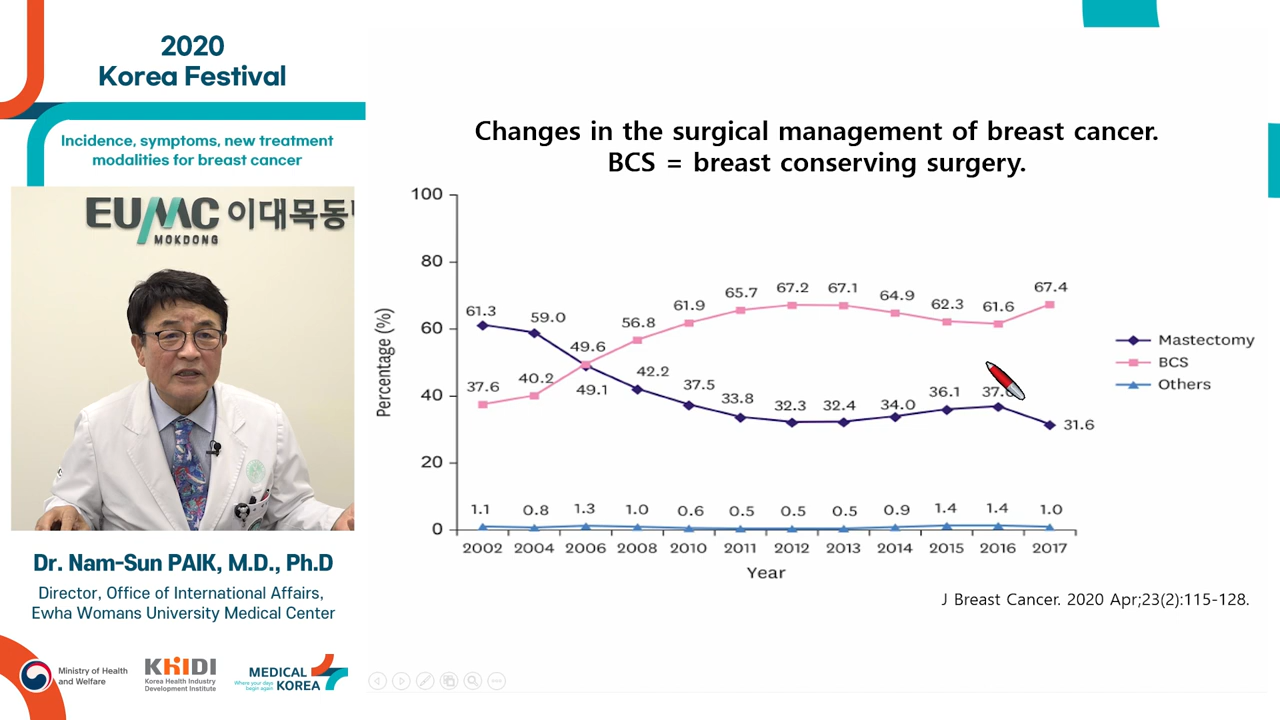 2020
Korea Festival
Incidence, symptoms, new treatment
modalities for breast cancer
EUMC 이대목동
MOKDONG
Dr. Nam-Sun PAIK, M.D., Ph.D
Director, Office of International Affairs,
Ewha Womans University Medical Center
Ministry of Health
and Welfare
KHIDI
Korea Health Industry
Development Institute
MEDICAL
Where your days
begin again
KOREA
Changes in the surgical management of breast cancer.
BCS = breast conserving surgery.
Percentage (%)
100
80
60
40
20
0
61.3 59.0 49.1 42.2 37.5 33.8 32.3 32.4 34.0 36.1 31.6
37.6 40.2 49.6 56.8 61.9 65.7 67.2 67.1 64.9 62.3 61.6 67.4
1.1 0.8 1.3 1.0 0.6 0.5 0.5 0.5 0.9 1.4 1.4 1.0
2002 2004 2006 2008 2010 2011 2012 2013 2014 2015 2016 2017
Year
Mastectomy
BCS
Others
J Breast Cancer. 2020 Apr;23(2):115-128.